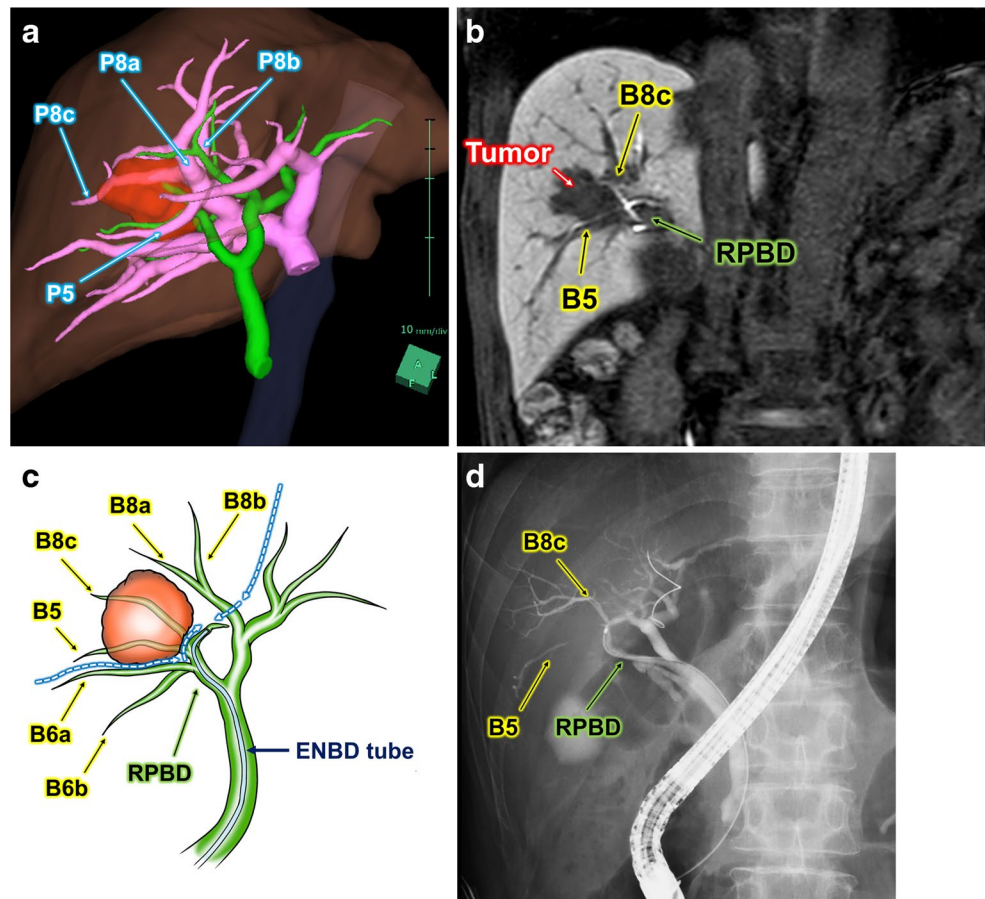 a
P8a
P8b
P8c
P5
10 mm/div
A
L
F
b
B8c
Tumor
RPBD
B5
c
B8a
B8b
B8c
B5
B6a
B6b
RPBD
ENBD tube
d
B8c
B5
RPBD